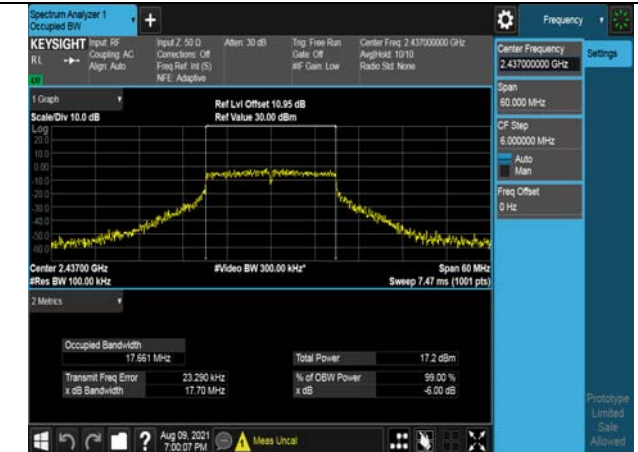 Spectrum Analyzer 1
Occupied BW
+
Frequency
KEYSIGHT Input: RF Input Z: 50 Ω Atten: 30 dB Trig: Free Run Center Freq: 2.437000000 GHz
RL Coupling: AC Corrections: Off Gate: Off Avg|Hold: 10/10
Align: Auto Freq Ref: Int (S) #IF Gain: Low Radio Std: None
NFE: Adaptive
Center Frequency
2.437000000 GHz
Settings
Span
60.000 MHz
CF Step
6.000000 MHz
Auto
Man
Freq Offset
0 Hz
1 Graph
Ref Lvl Offset 10.95 dB
Scale/Div 10.0 dB Ref Value 30.00 dBm
Log
20.0
10.0
0.00
-10.0
-20.0
-30.0
-40.0
-50.0
-60.0
Center 2.43700 GHz #Video BW 300.00 kHz* Span 60 MHz
#Res BW 100.00 kHz Sweep 7.47 ms (1001 pts)
2 Metrics
Occupied Bandwidth
17.661 MHz Total Power 17.2 dBm
Transmit Freq Error 23.290 kHz % of OBW Power 99.00 %
x dB Bandwidth 17.70 MHz x dB -6.00 dB
Prototype
Limited
Sale
Allowed
? Aug 09, 2021
7:00:07 PM
Meas Uncal